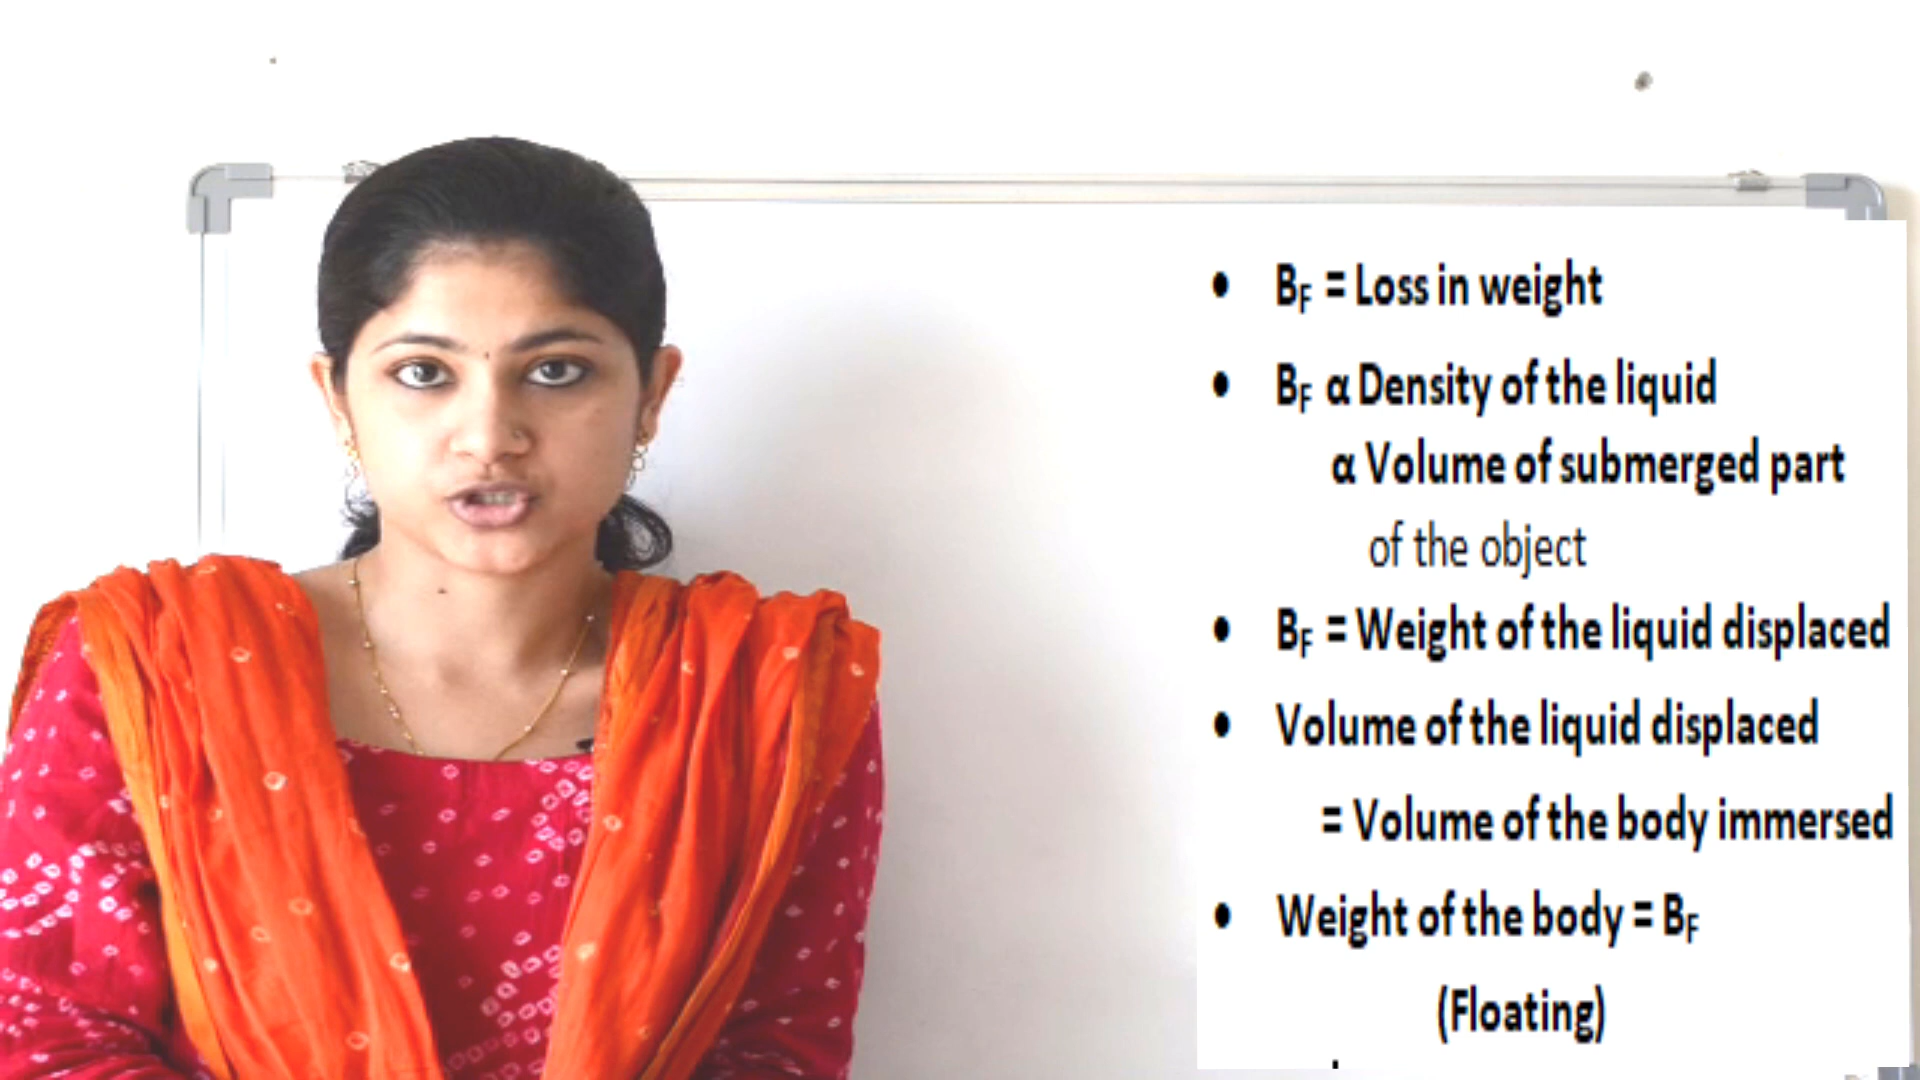 • B_F = Loss in weight
• B_F α Density of the liquid
α Volume of submerged part
of the object
• B_F = Weight of the liquid displaced
• Volume of the liquid displaced
= Volume of the body immersed
• Weight of the body = B_F
(Floating)